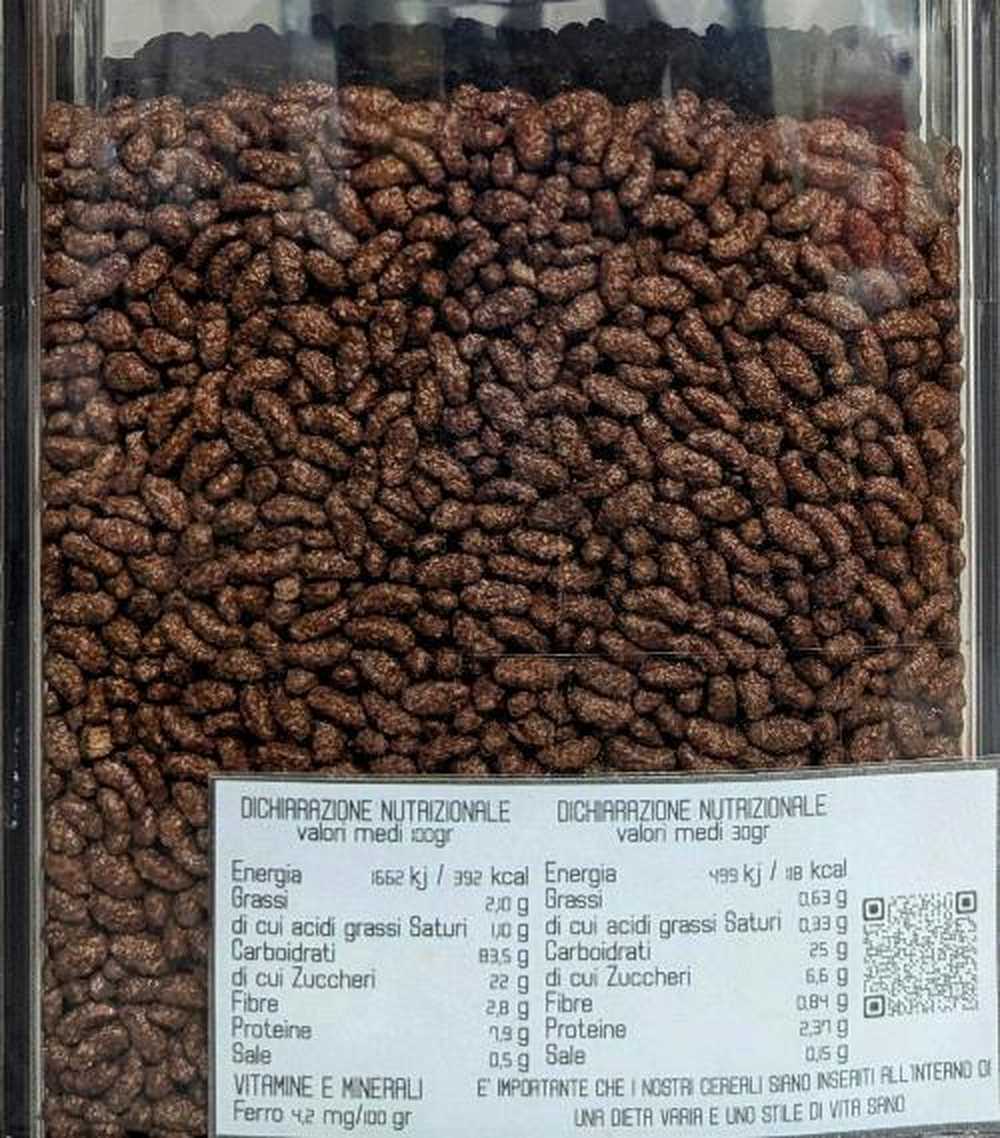 DICHIARAZIONE NUTRIZIONALE
valori medi 100gr
Energia 1662 kj / 392 kcal
Grassi 2,10 g
di cui acidi grassi Saturi 1,10 g
Carboidrati 83,5 g
di cui Zuccheri 22 g
Fibre 2,8 g
Proteine 7,9 g
Sale 0,5 g
VITAMINE E MINERALI
Ferro 4,2 mg/100 gr
DICHIARAZIONE NUTRIZIONALE
valori medi 30gr
Energia 499 kj / 118 kcal
Grassi 0,63 g
di cui acidi grassi Saturi 0,33 g
Carboidrati 25 g
di cui Zuccheri 6,6 g
Fibre 0,84 g
Proteine 2,37 g
Sale 0,15 g
E' IMPORTANTE CHE I NOSTRI CEREALI SIANO INSERITI ALL'INTERNO DI
UNA DIETA VARIA E UNO STILE DI VITA SANO